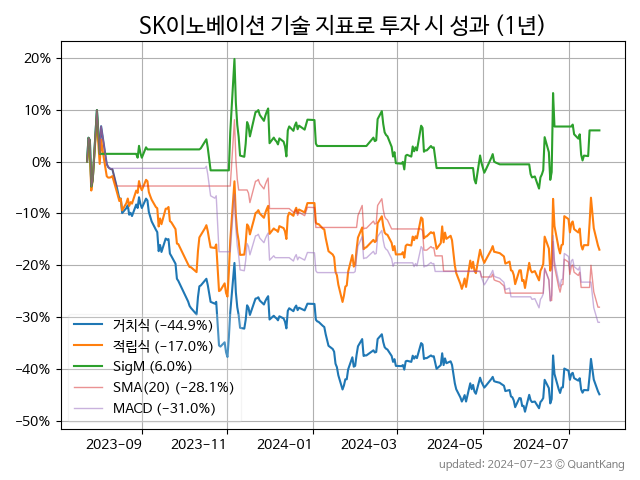 SK이노베이션 기술 지표로 투자 시 성과 (1년)
20%
10%
0%
−10%
−20%
−30%
−40%
−50%
거치식 (−44.9%)
적립식 (−17.0%)
SigM (6.0%)
SMA(20) (−28.1%)
MACD (−31.0%)
2023-09 2023-11 2024-01 2024-03 2024-05 2024-07
updated: 2024-07-23 © QuantKang